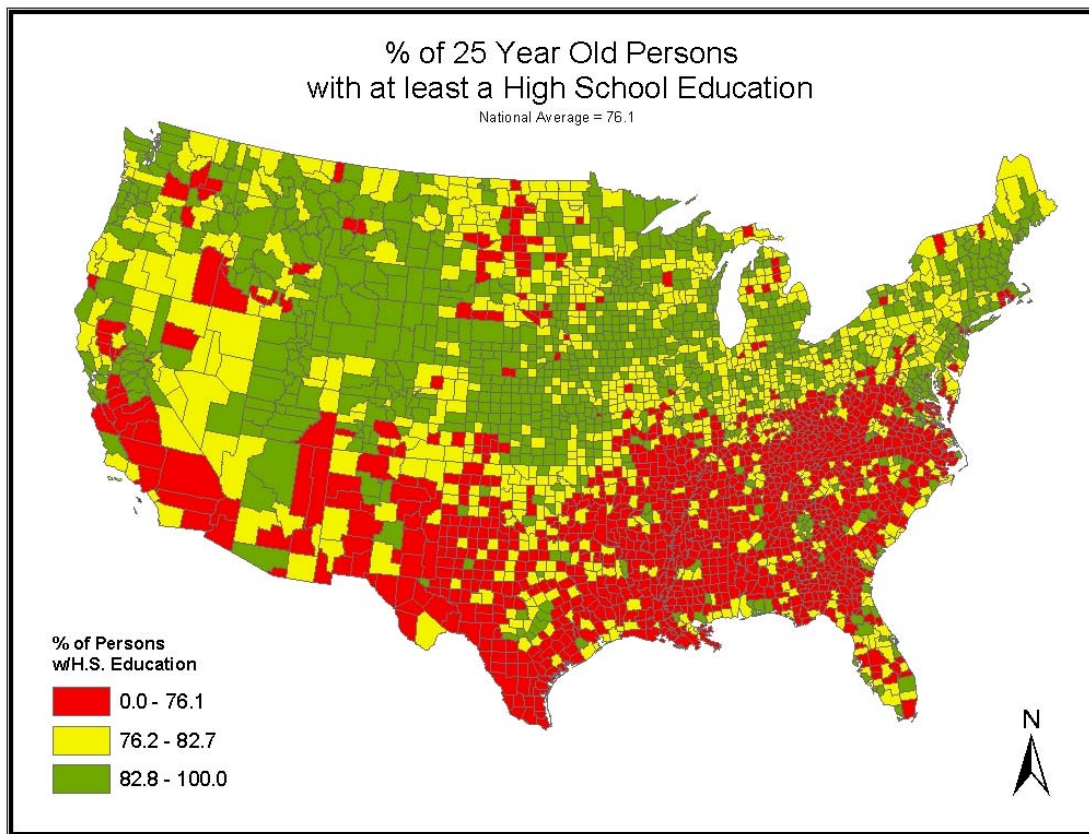 % of 25 Year Old Persons
with at least a High School Education
National Average = 76.1
% of Persons
w/H.S. Education
0.0 - 76.1
76.2 - 82.7
82.8 - 100.0
N